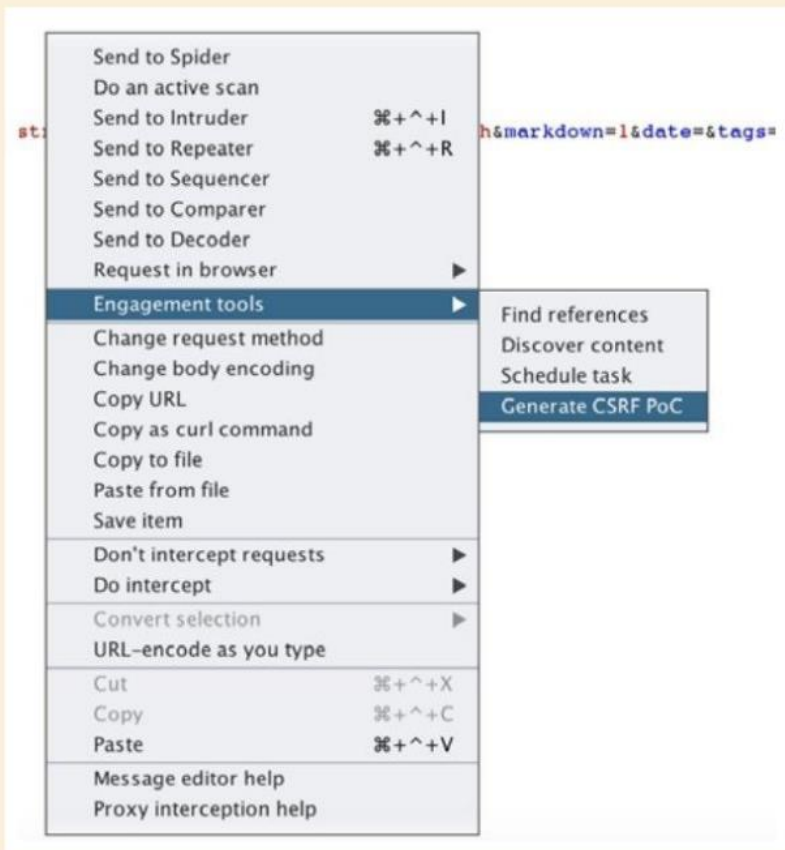 Send to Spider
Do an active scan
Send to Intruder ⌘+^+I
st h&markdown=1&date=&tags=
Send to Repeater ⌘+^+R
Send to Sequencer
Send to Comparer
Send to Decoder
Request in browser
Engagement tools
Find references
Discover content
Schedule task
Generate CSRF PoC
Change request method
Change body encoding
Copy URL
Copy as curl command
Copy to file
Paste from file
Save item
Don't intercept requests
Do intercept
Convert selection
URL-encode as you type
Cut ⌘+^+X
Copy ⌘+^+C
Paste ⌘+^+V
Message editor help
Proxy interception help